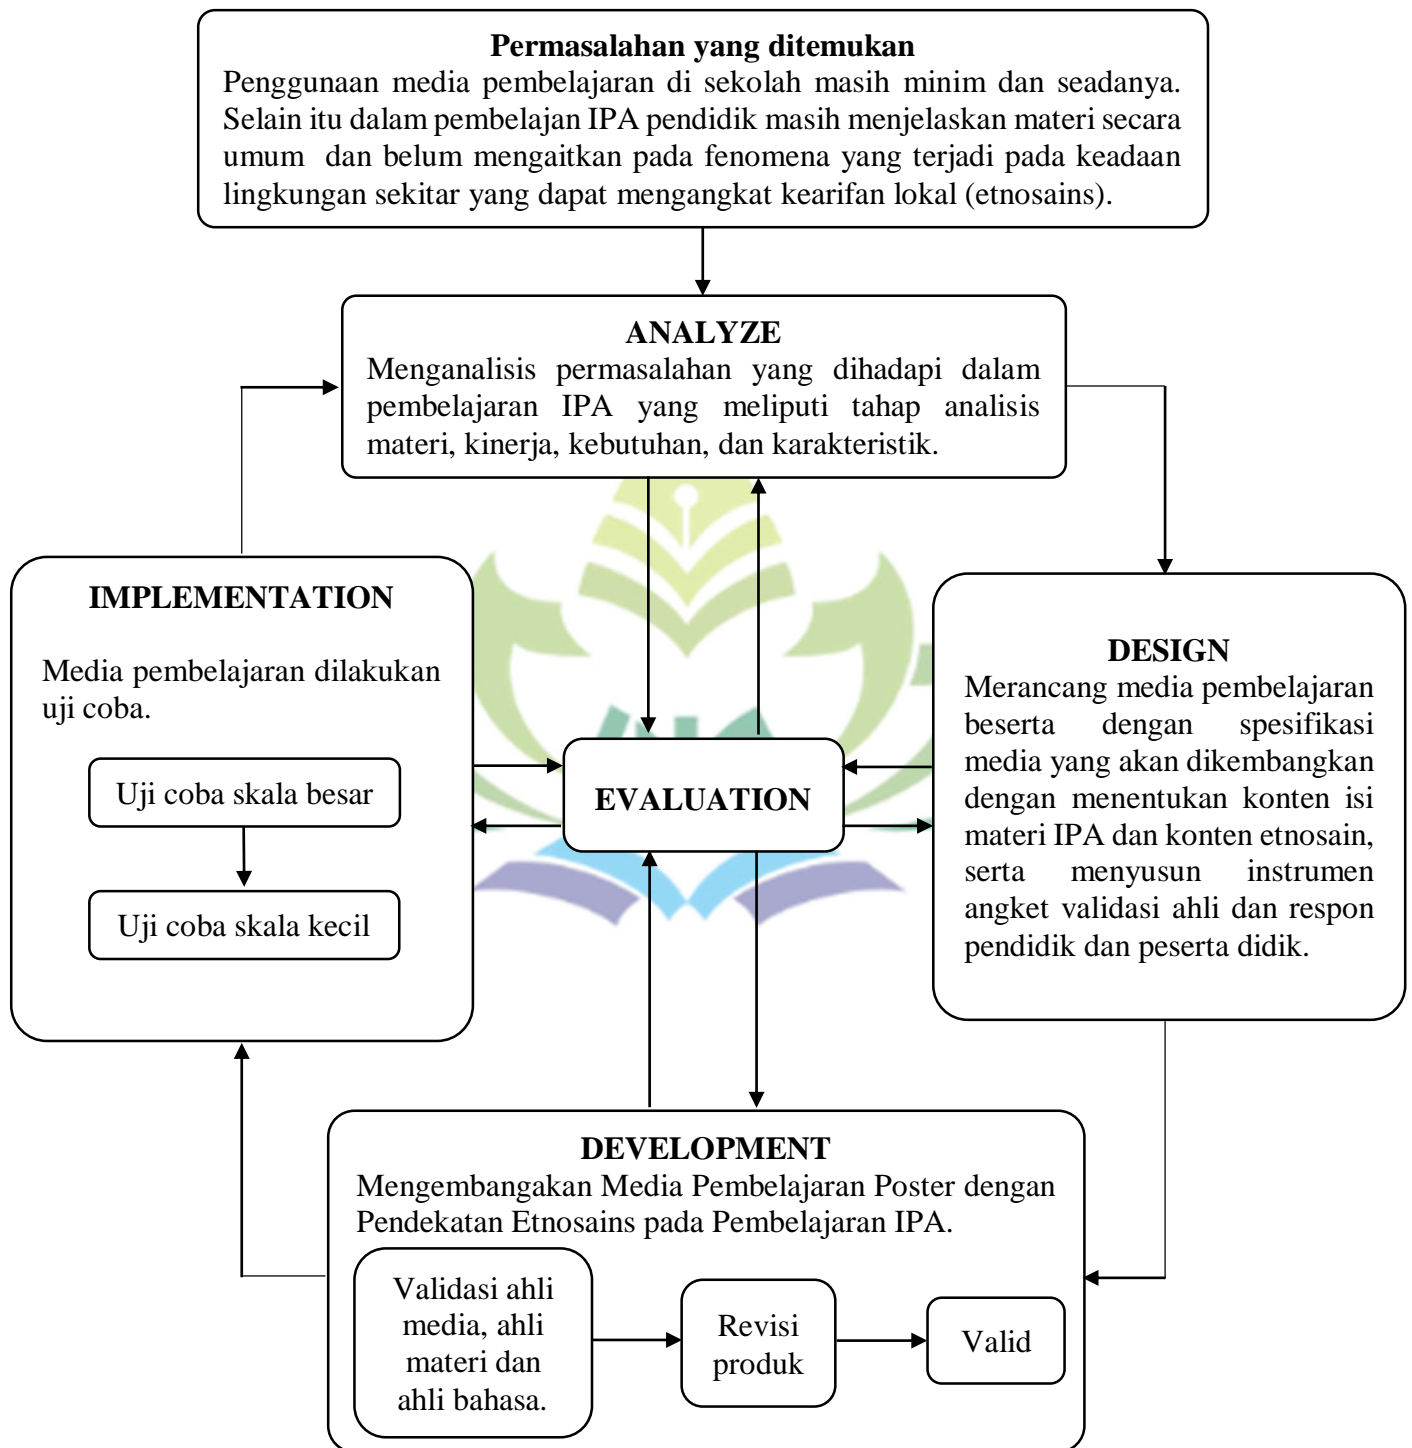 Permasalahan yang ditemukan
Penggunaan media pembelajaran di sekolah masih minim dan seadanya.
Selain itu dalam pembelajan IPA pendidik masih menjelaskan materi secara
umum dan belum mengaitkan pada fenomena yang terjadi pada keadaan
lingkungan sekitar yang dapat mengangkat kearifan lokal (etnosains).
ANALYZE
Menganalisis permasalahan yang dihadapi dalam
pembelajaran IPA yang meliputi tahap analisis
materi, kinerja, kebutuhan, dan karakteristik.
IMPLEMENTATION
Media pembelajaran dilakukan
uji coba.
Uji coba skala besar
Uji coba skala kecil
EVALUATION
DESIGN
Merancang media pembelajaran
beserta dengan spesifikasi
media yang akan dikembangkan
dengan menentukan konten isi
materi IPA dan konten etnosain,
serta menyusun instrumen
angket validasi ahli dan respon
pendidik dan peserta didik.
DEVELOPMENT
Mengembangakan Media Pembelajaran Poster dengan
Pendekatan Etnosains pada Pembelajaran IPA.
Validasi ahli
media, ahli
materi dan
ahli bahasa.
Revisi
produk
Valid